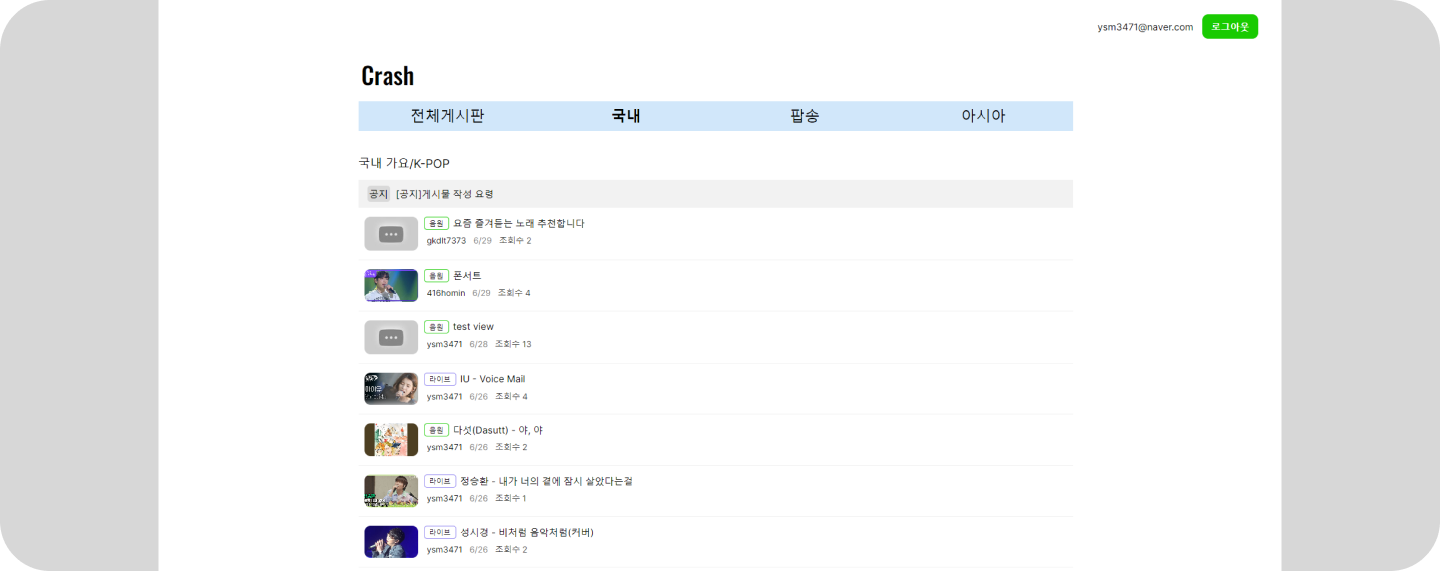 ysm3471@naver.com 로그아웃
Crash
전체게시판 국내 팝송 아시아
국내 가요/K-POP
공지 [공지]게시물 작성 요령
음원 요즘 즐겨듣는 노래 추천합니다
gkdlt7373 6/29 조회수 2
음원 폰서트
416homin 6/29 조회수 4
음원 test view
ysm3471 6/28 조회수 13
라이브 IU - Voice Mail
ysm3471 6/26 조회수 4
음원 다섯(Dasutt) - 야, 야
ysm3471 6/26 조회수 2
라이브 정승환 - 내가 너의 곁에 잠시 살았다는걸
ysm3471 6/26 조회수 1
라이브 성시경 - 비처럼 음악처럼(커버)
ysm3471 6/26 조회수 2